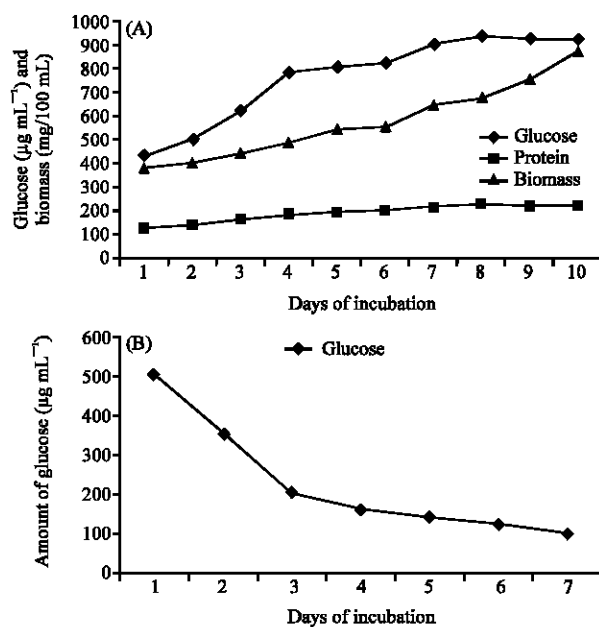 (A)
Glucose (µg mL⁻¹) and
biomass (mg/100 mL)
1000
900
800
700
600
500
400
300
200
100
0
Glucose
Protein
Biomass
1 2 3 4 5 6 7 8 9 10
Days of incubation
(B)
Glucose
Amount of glucose (µg mL⁻¹)
600
500
400
300
200
100
0
1 2 3 4 5 6 7
Days of incubation